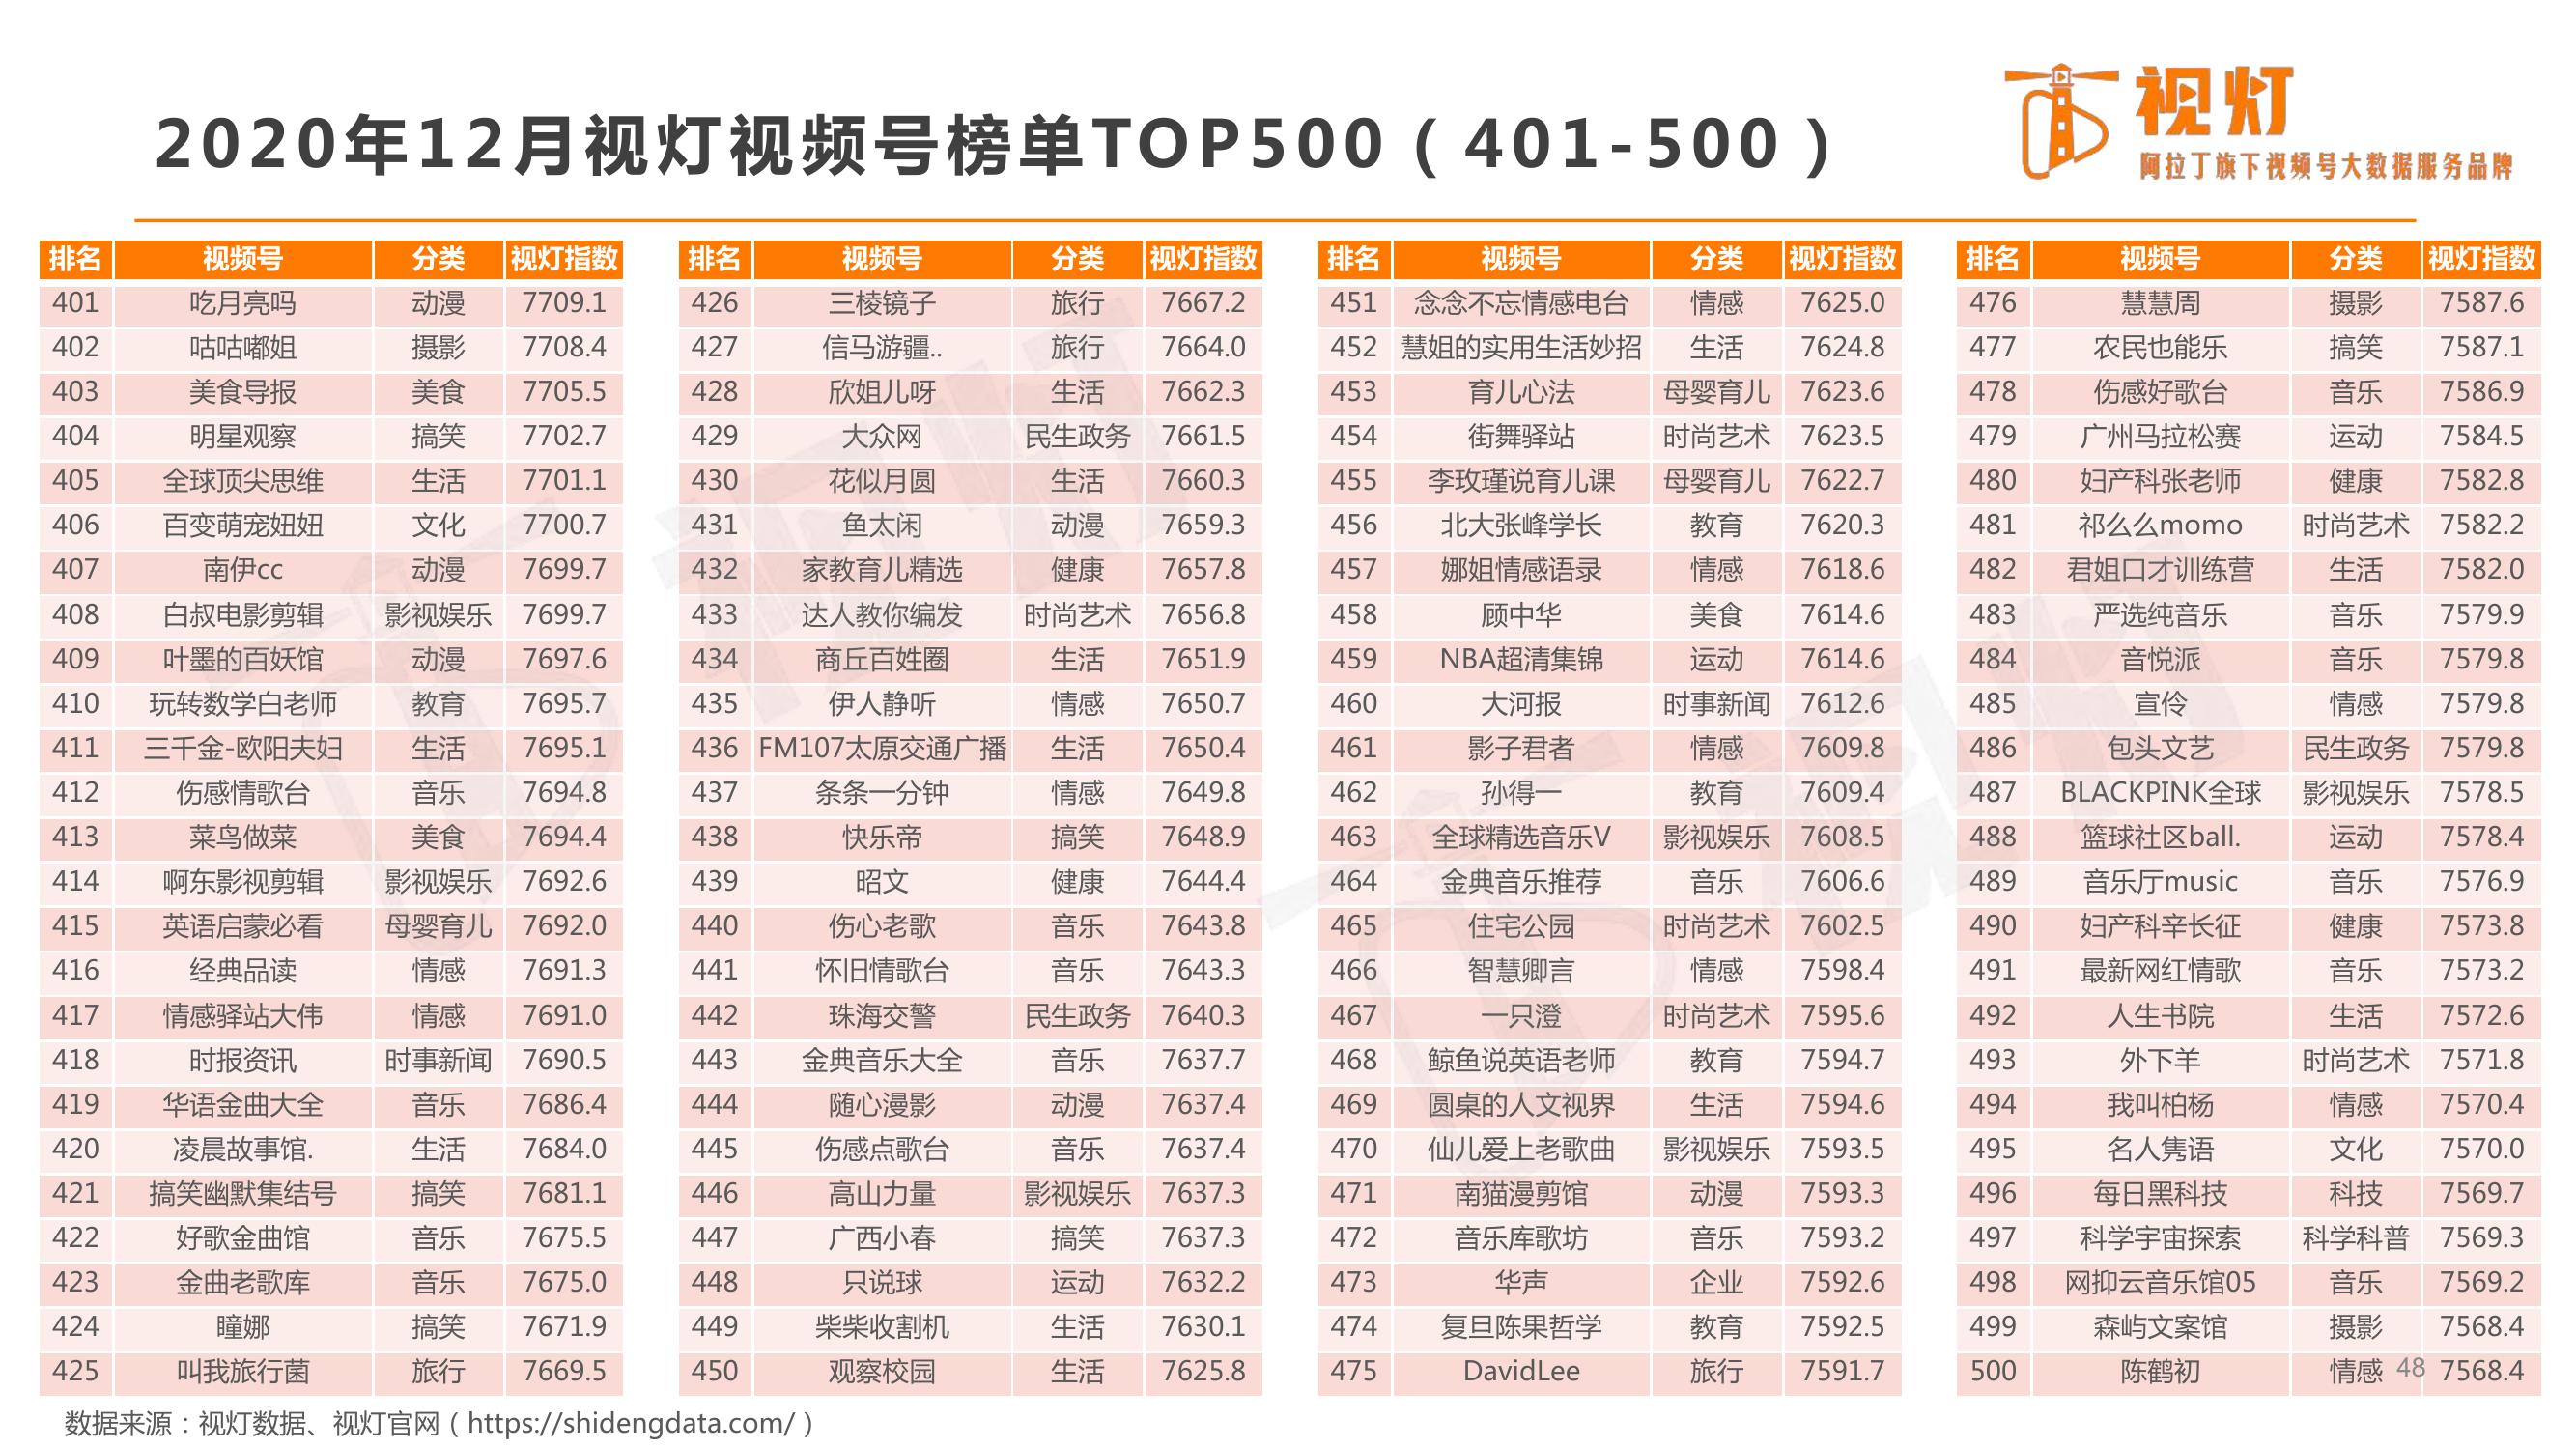 2020年12月视灯视频号榜单TOP500（401-500）
视灯
阿拉丁旗下视频号大数据服务品牌
排名 视频号 分类 视灯指数
401 吃月亮吗 动漫 7709.1
402 咕咕嘟姐 摄影 7708.4
403 美食导报 美食 7705.5
404 明星观察 搞笑 7702.7
405 全球顶尖思维 生活 7701.1
406 百变萌宠妞妞 文化 7700.7
407 南伊cc 动漫 7699.7
408 白叔电影剪辑 影视娱乐 7699.7
409 叶墨的百妖馆 动漫 7697.6
410 玩转数学白老师 教育 7695.7
411 三千金-欧阳夫妇 生活 7695.1
412 伤感情歌台 音乐 7694.8
413 菜鸟做菜 美食 7694.4
414 啊东影视剪辑 影视娱乐 7692.6
415 英语启蒙必看 母婴育儿 7692.0
416 经典品读 情感 7691.3
417 情感驿站大伟 情感 7691.0
418 时报资讯 时事新闻 7690.5
419 华语金曲大全 音乐 7686.4
420 凌晨故事馆. 生活 7684.0
421 搞笑幽默集结号 搞笑 7681.1
422 好歌金曲馆 音乐 7675.5
423 金曲老歌库 音乐 7675.0
424 瞳娜 搞笑 7671.9
425 叫我旅行菌 旅行 7669.5
排名 视频号 分类 视灯指数
426 三棱镜子 旅行 7667.2
427 信马游疆.. 旅行 7664.0
428 欣姐儿呀 生活 7662.3
429 大众网 民生政务 7661.5
430 花似月圆 生活 7660.3
431 鱼太闲 动漫 7659.3
432 家教育儿精选 健康 7657.8
433 达人教你编发 时尚艺术 7656.8
434 商丘百姓圈 生活 7651.9
435 伊人静听 情感 7650.7
436 FM107太原交通广播 生活 7650.4
437 条条一分钟 情感 7649.8
438 快乐帝 搞笑 7648.9
439 昭文 健康 7644.4
440 伤心老歌 音乐 7643.8
441 怀旧情歌台 音乐 7643.3
442 珠海交警 民生政务 7640.3
443 金典音乐大全 音乐 7637.7
444 随心漫影 动漫 7637.4
445 伤感点歌台 音乐 7637.4
446 高山力量 影视娱乐 7637.3
447 广西小春 搞笑 7637.3
448 只说球 运动 7632.2
449 柴柴收割机 生活 7630.1
450 观察校园 生活 7625.8
排名 视频号 分类 视灯指数
451 念念不忘情感电台 情感 7625.0
452 慧姐的实用生活妙招 生活 7624.8
453 育儿心法 母婴育儿 7623.6
454 街舞驿站 时尚艺术 7623.5
455 李玫瑾说育儿课 母婴育儿 7622.7
456 北大张峰学长 教育 7620.3
457 娜姐情感语录 情感 7618.6
458 顾中华 美食 7614.6
459 NBA超清集锦 运动 7614.6
460 大河报 时事新闻 7612.6
461 影子君者 情感 7609.8
462 孙得一 教育 7609.4
463 全球精选音乐V 影视娱乐 7608.5
464 金典音乐推荐 音乐 7606.6
465 住宅公园 时尚艺术 7602.5
466 智慧卿言 情感 7598.4
467 一只澄 时尚艺术 7595.6
468 鲸鱼说英语老师 教育 7594.7
469 圆桌的人文视界 生活 7594.6
470 仙儿爱上老歌曲 影视娱乐 7593.5
471 南猫漫剪馆 动漫 7593.3
472 音乐库歌坊 音乐 7593.2
473 华声 企业 7592.6
474 复旦陈果哲学 教育 7592.5
475 DavidLee 旅行 7591.7
排名 视频号 分类 视灯指数
476 慧慧周 摄影 7587.6
477 农民也能乐 搞笑 7587.1
478 伤感好歌台 音乐 7586.9
479 广州马拉松赛 运动 7584.5
480 妇产科张老师 健康 7582.8
481 祁么么momo 时尚艺术 7582.2
482 君姐口才训练营 生活 7582.0
483 严选纯音乐 音乐 7579.9
484 音悦派 音乐 7579.8
485 宣伶 情感 7579.8
486 包头文艺 民生政务 7579.8
487 BLACKPINK全球 影视娱乐 7578.5
488 篮球社区ball. 运动 7578.4
489 音乐厅music 音乐 7576.9
490 妇产科辛长征 健康 7573.8
491 最新网红情歌 音乐 7573.2
492 人生书院 生活 7572.6
493 外下羊 时尚艺术 7571.8
494 我叫柏杨 情感 7570.4
495 名人隽语 文化 7570.0
496 每日黑科技 科技 7569.7
497 科学宇宙探索 科学科普 7569.3
498 网抑云音乐馆05 音乐 7569.2
499 森屿文案馆 摄影 7568.4
500 陈鹤初 情感 7568.4
48
数据来源：视灯数据、视灯官网（https://shidengdata.com/）